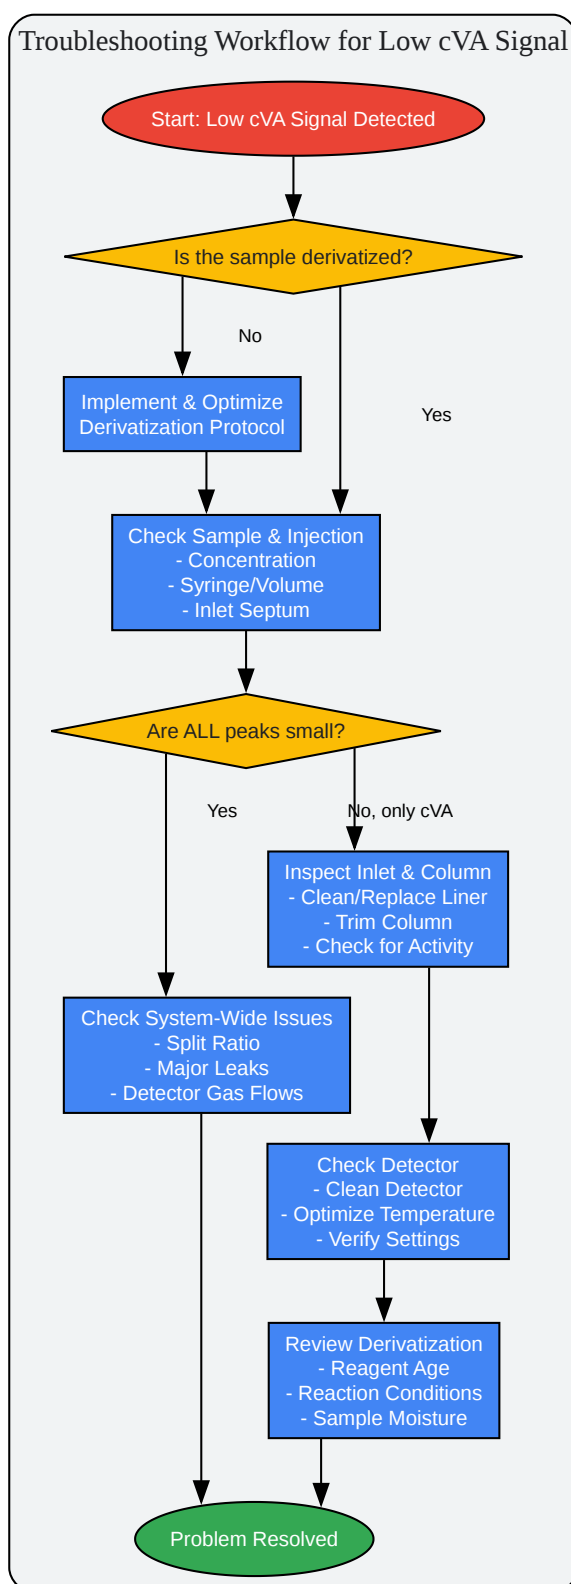 Troubleshooting Workflow for Low cVA Signal
Start: Low cVA Signal Detected
Is the sample derivatized?
No
Implement & Optimize
Derivatization Protocol
Yes
Check Sample & Injection
- Concentration
- Syringe/Volume
- Inlet Septum
Are ALL peaks small?
Yes
No, only cVA
Inspect Inlet & Column
- Clean/Replace Liner
- Trim Column
- Check for Activity
Check System-Wide Issues
- Split Ratio
- Major Leaks
- Detector Gas Flows
Check Detector
- Clean Detector
- Optimize Temperature
- Verify Settings
Review Derivatization
- Reagent Age
- Reaction Conditions
- Sample Moisture
Problem Resolved